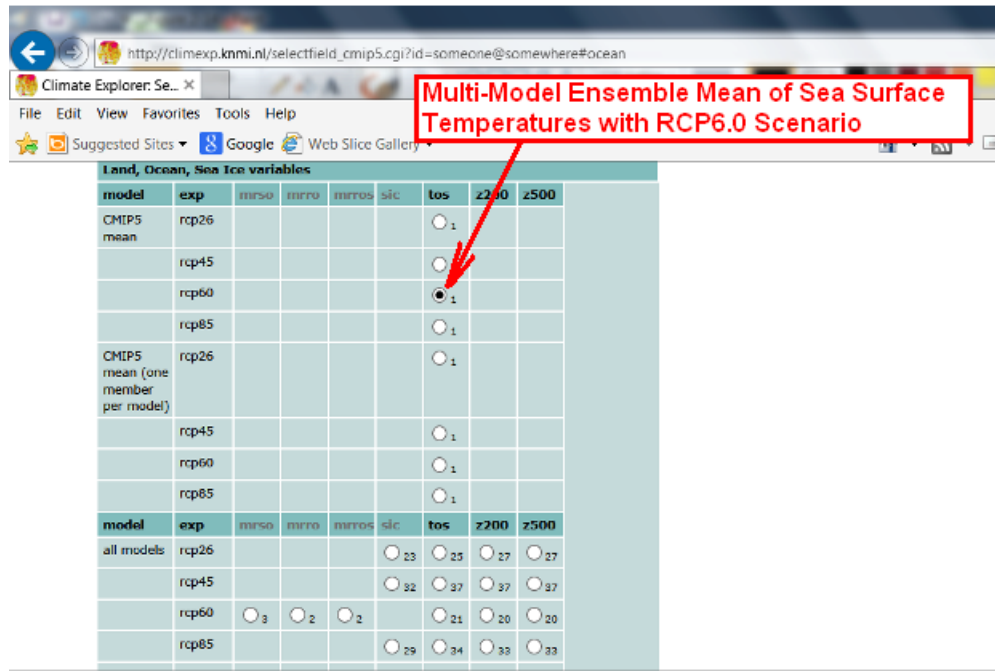 http://climexp.knmi.nl/selectfield_cmip5.cgi?id=someone@somewhere#ocean
Climate Explorer: Se...
Multi-Model Ensemble Mean of Sea Surface
Temperatures with RCP6.0 Scenario
File Edit View Favorites Tools Help
Suggested Sites Google Web Slice Gallery
Land, Ocean, Sea Ice variables
model exp mrso mrro mrros sic tos z200 z500
CMIP5 mean rcp26 1
rcp45
rcp60 1
rcp85 1
CMIP5 mean (one member per model) rcp26 1
rcp45 1
rcp60 1
rcp85 1
model exp mrso mrro mrros sic tos z200 z500
all models rcp26 23 25 27 27
rcp45 32 37 37 37
rcp60 3 2 2 21 20 20
rcp85 29 34 33 33